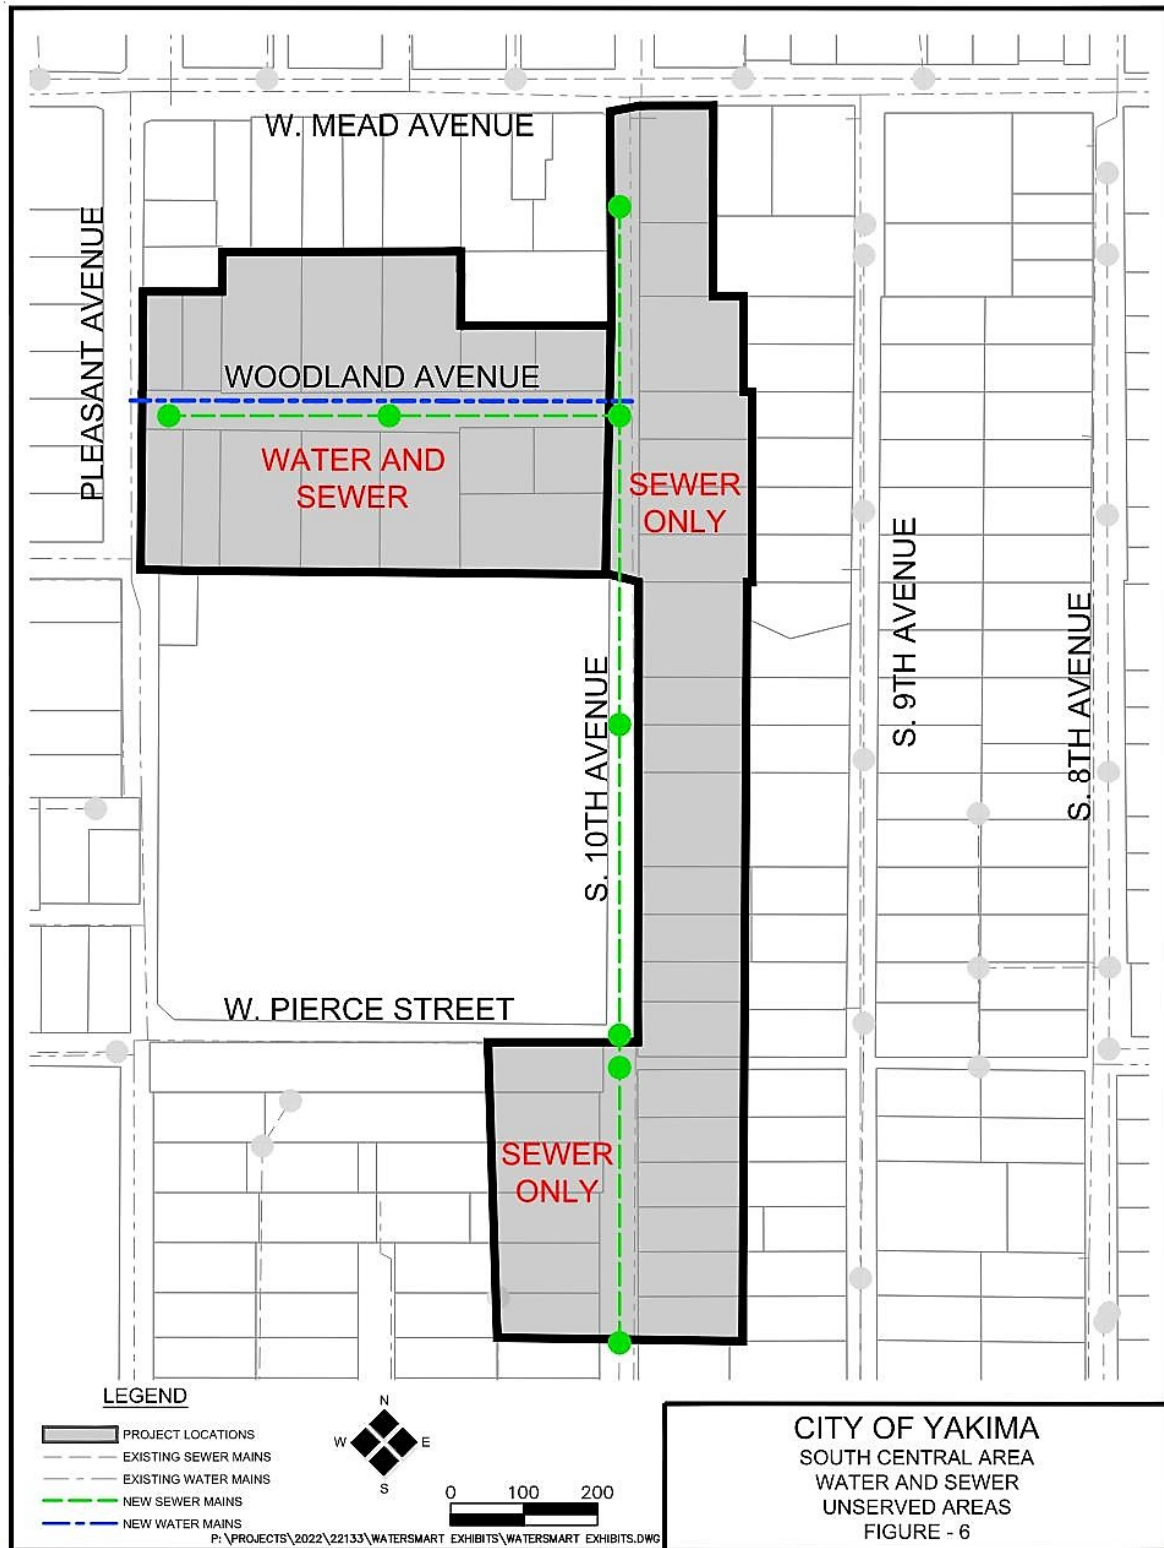 W. MEAD AVENUE
PLEASANT AVENUE
WOODLAND AVENUE
WATER AND
SEWER
SEWER
ONLY
S. 9TH AVENUE
S. 8TH AVENUE
S. 10TH AVENUE
W. PIERCE STREET
SEWER
ONLY
LEGEND
PROJECT LOCATIONS
EXISTING SEWER MAINS
EXISTING WATER MAINS
NEW SEWER MAINS
NEW WATER MAINS
N
W E
S
0 100 200
P:\PROJECTS\2022\22133\WATERSMART EXHIBITS\WATERSMART EXHIBITS.DWG
CITY OF YAKIMA
SOUTH CENTRAL AREA
WATER AND SEWER
UNSERVED AREAS
FIGURE - 6